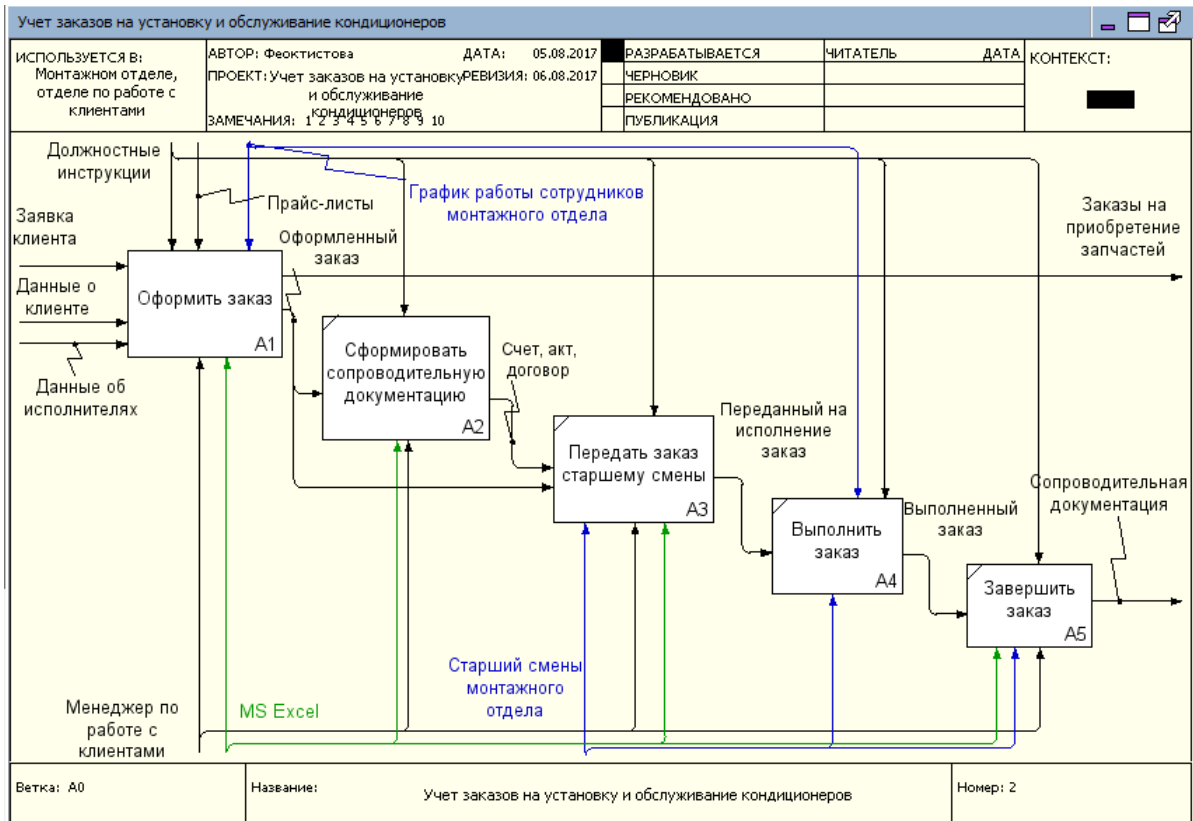 Учет заказов на установку и обслуживание кондиционеров
ИСПОЛЬЗУЕТСЯ В:
Монтажном отделе,
отделе по работе с
клиентами
АВТОР: Феоктистова
ДАТА: 05.08.2017
ПРОЕКТ: Учет заказов на установку
и обслуживание
кондиционеров
РЕВИЗИЯ: 06.08.2017
ЗАМЕЧАНИЯ: 1 2 3 4 5 6 7 8 9 10
РАЗРАБАТЫВАЕТСЯ
ЧЕРНОВИК
РЕКОМЕНДОВАНО
ПУБЛИКАЦИЯ
ЧИТАТЕЛЬ
ДАТА
КОНТЕКСТ:
Должностные
инструкции
Прайс-листы
График работы сотрудников
монтажного отдела
Заявка
клиента
Оформленный
заказ
Заказы на
приобретение
запчастей
Данные о
клиенте
Оформить заказ
A1
Данные об
исполнителях
Сформировать
сопроводительную
документацию
A2
Счет, акт,
договор
Передать заказ
старшему смены
A3
Переданный на
исполнение
заказ
Выполнить
заказ
A4
Выполненный
заказ
Сопроводительная
документация
Завершить
заказ
A5
Старший смены
монтажного
отдела
MS Excel
Менеджер по
работе с
клиентами
Ветка: A0
Название:
Учет заказов на установку и обслуживание кондиционеров
Номер: 2